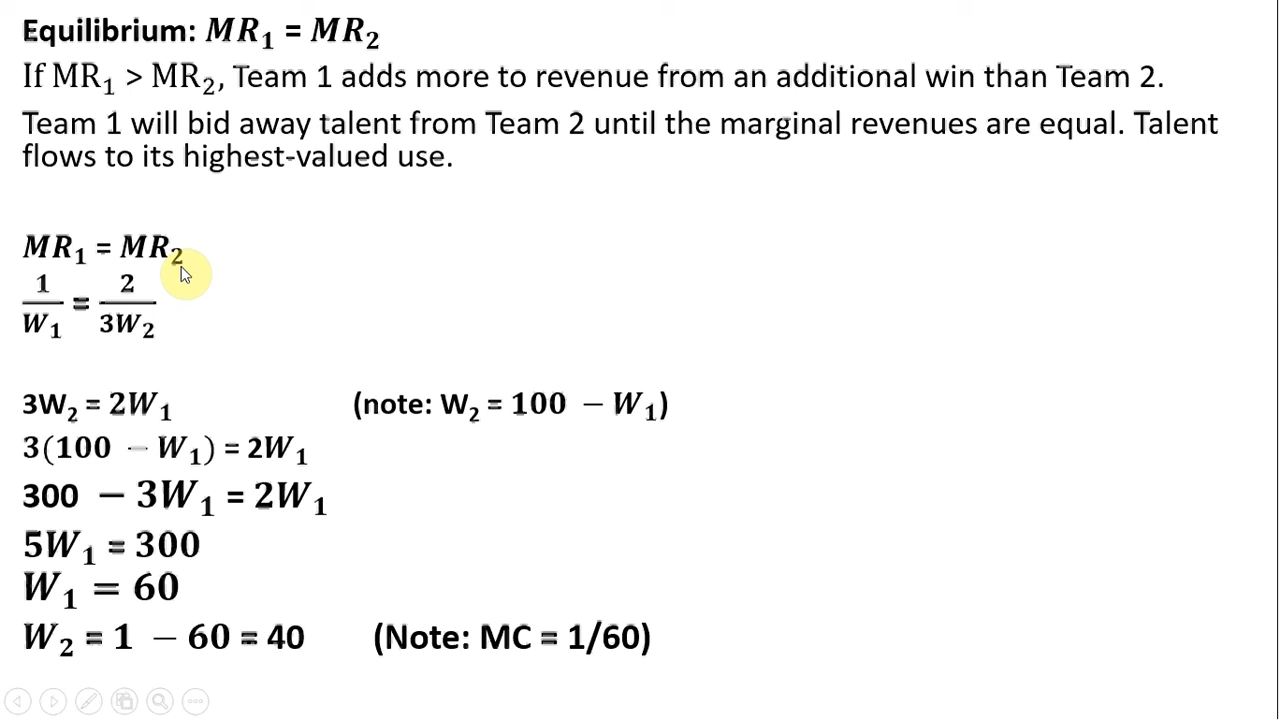 Equilibrium: MR₁ = MR₂
If MR₁ > MR₂, Team 1 adds more to revenue from an additional win than Team 2.
Team 1 will bid away talent from Team 2 until the marginal revenues are equal. Talent
flows to its highest-valued use.
MR₁ = MR₂
1/W₁ = 2/3W₂
3W₂ = 2W₁ (note: W₂ = 100 − W₁)
3(100 − W₁) = 2W₁
300 − 3W₁ = 2W₁
5W₁ = 300
W₁ = 60
W₂ = 1 − 60 = 40 (Note: MC = 1/60)